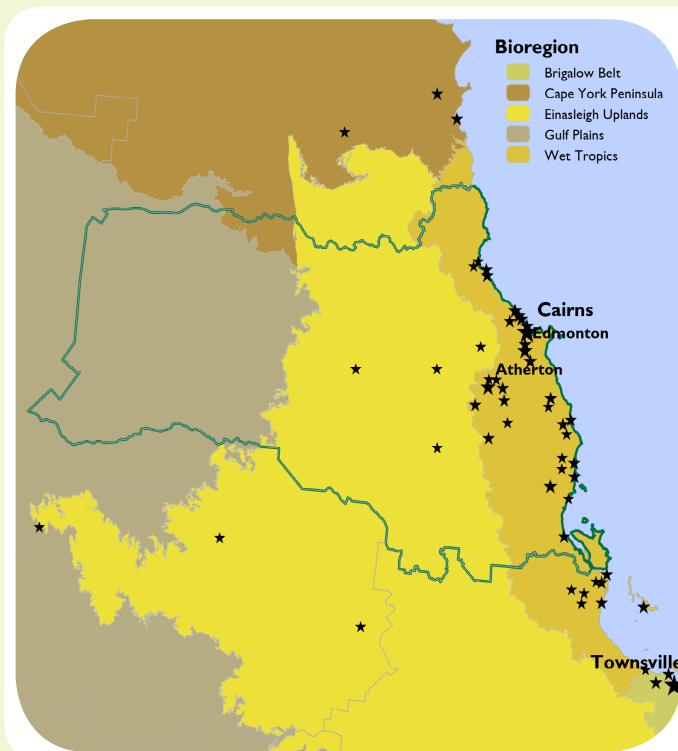 Bioregion
Brigalow Belt
Cape York Peninsula
Einasleigh Uplands
Gulf Plains
Wet Tropics
Cairns
Edmonton
Atherton
Townsville